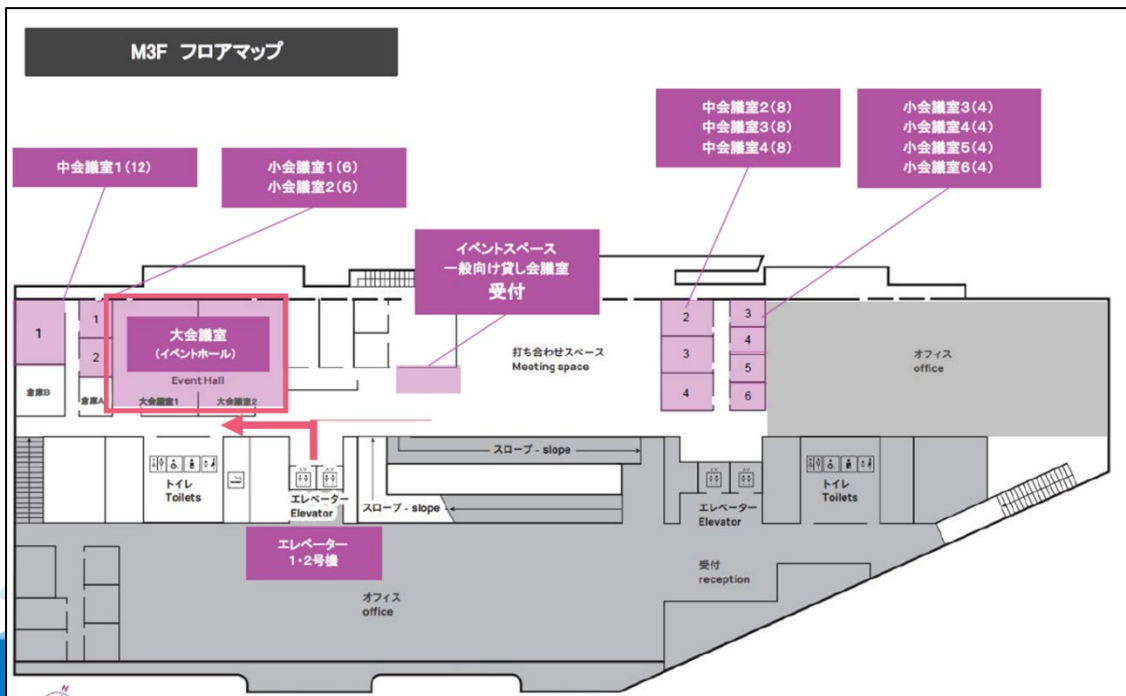 M3F フロアマップ
中会議室1(12)
小会議室1(6)
小会議室2(6)
イベントスペース
一般向け貸し会議室
受付
中会議室2(8)
中会議室3(8)
中会議室4(8)
小会議室3(4)
小会議室4(4)
小会議室5(4)
小会議室6(4)
1
倉庫B
1
2
倉庫A
大会議室
(イベントホール)
Event Hall
大会議室1
大会議室2
打ち合わせスペース
Meeting space
2
3
4
3
4
5
6
オフィス
office
トイレ
Toilets
エレベーター
Elevator
スロープ - slope
スロープ - slope
エレベーター
Elevator
トイレ
Toilets
エレベーター
1・2号機
受付
reception
オフィス
office
N